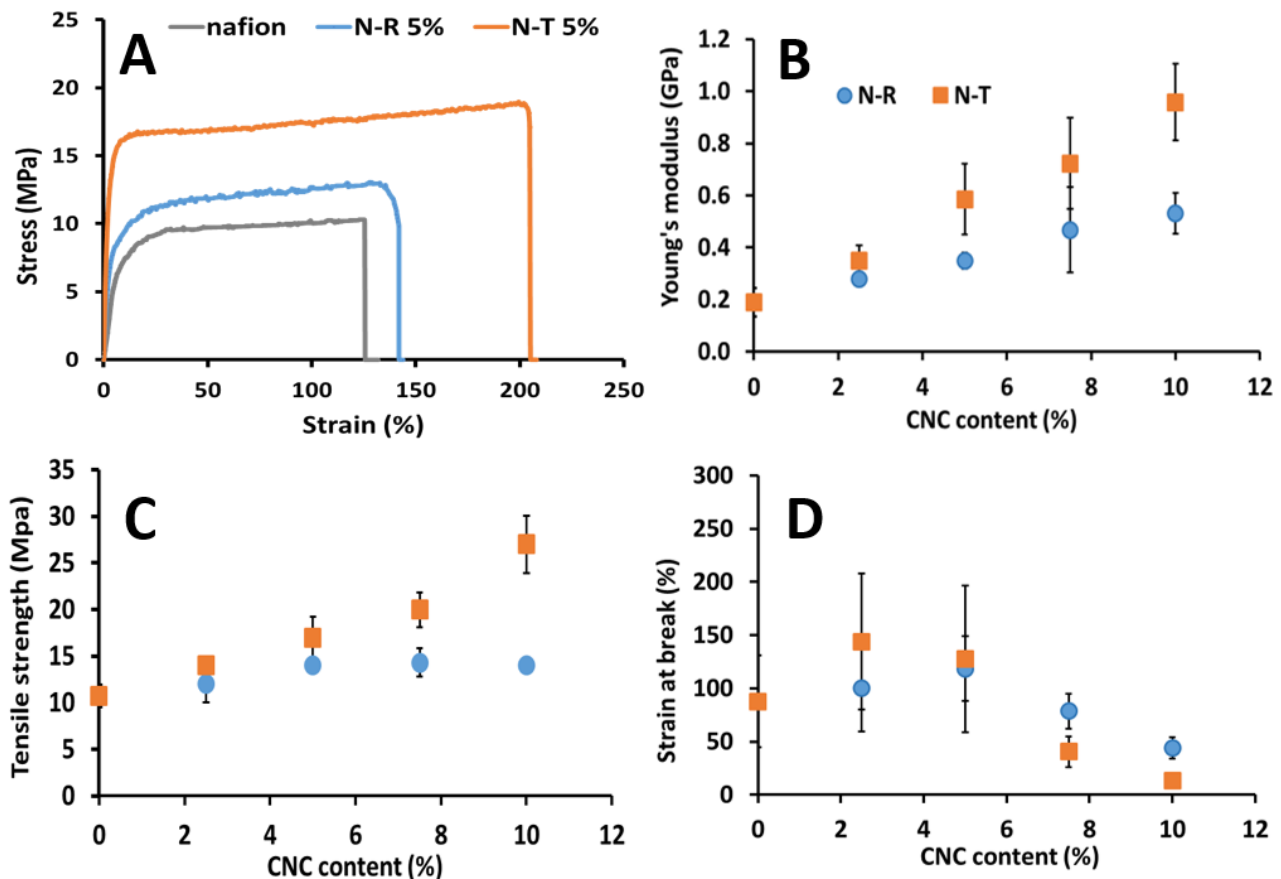 A
nafion N-R 5% N-T 5%
Stress (MPa)
25
20
15
10
5
0
0 50 100 150 200 250
Strain (%)
B
N-R N-T
Young's modulus (GPa)
1.2
1.0
0.8
0.6
0.4
0.2
0.0
0 2 4 6 8 10 12
CNC content (%)
C
Tensile strength (Mpa)
35
30
25
20
15
10
5
0
0 2 4 6 8 10 12
CNC content (%)
D
Strain at break (%)
300
250
200
150
100
50
0
0 2 4 6 8 10 12
CNC content (%)